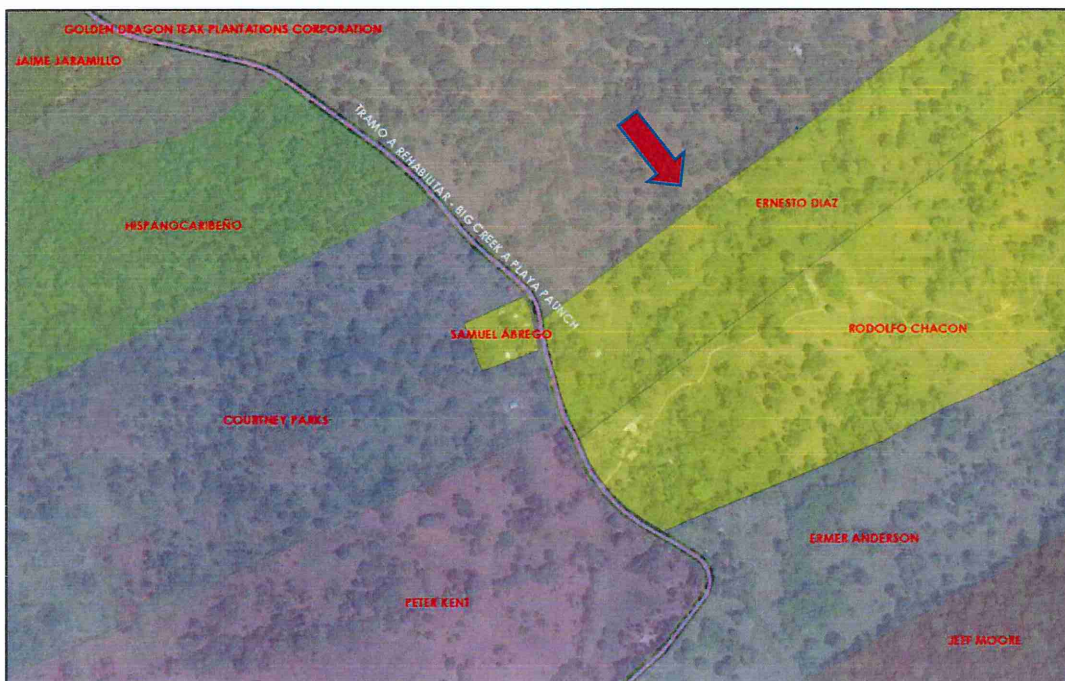 GOLDEN DRAGON TEAK PLANTATIONS CORPORATION
JAIME JARAMILLO
TRAMO A REHABILITAR - BIG CREEK A PLAYA PAUNCH
ERNESTO DIAZ
HISPANOCARIBEÑO
RODOLFO CHACON
SAMUEL ÁBREGO
COURTNEY PARKS
ERMER ANDERSON
PETER KENT
JEFF MOORE